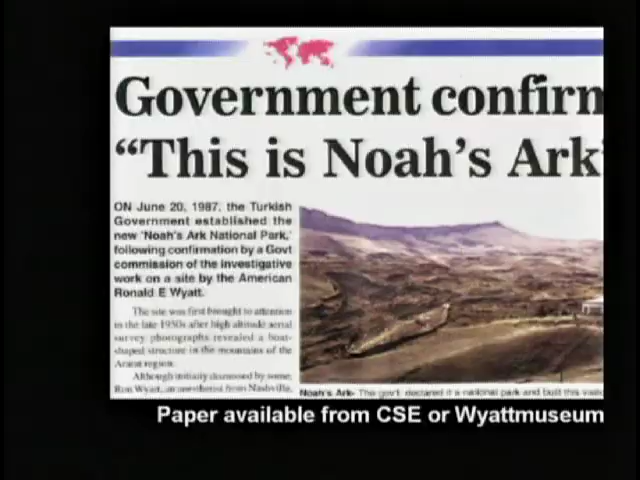 Government confirm
“This is Noah’s Ark’
ON June 20, 1987, the Turkish
Government established the
new 'Noah's Ark National Park,'
following confirmation by a Govt
commission of the investigative
work on a site by the American
Ronald E Wyatt.
The site was first brought to attention
in the late 1950s after high altitude aerial
survey photographs revealed a boat-
shaped structure in the mountains of the
Ararat region.
Although initially dismissed by some,
Ron Wyatt, an anesthetist from Nashville,
Noah's Ark- The govt. declared it a national park and built this
Paper available from CSE or Wyattmuseum